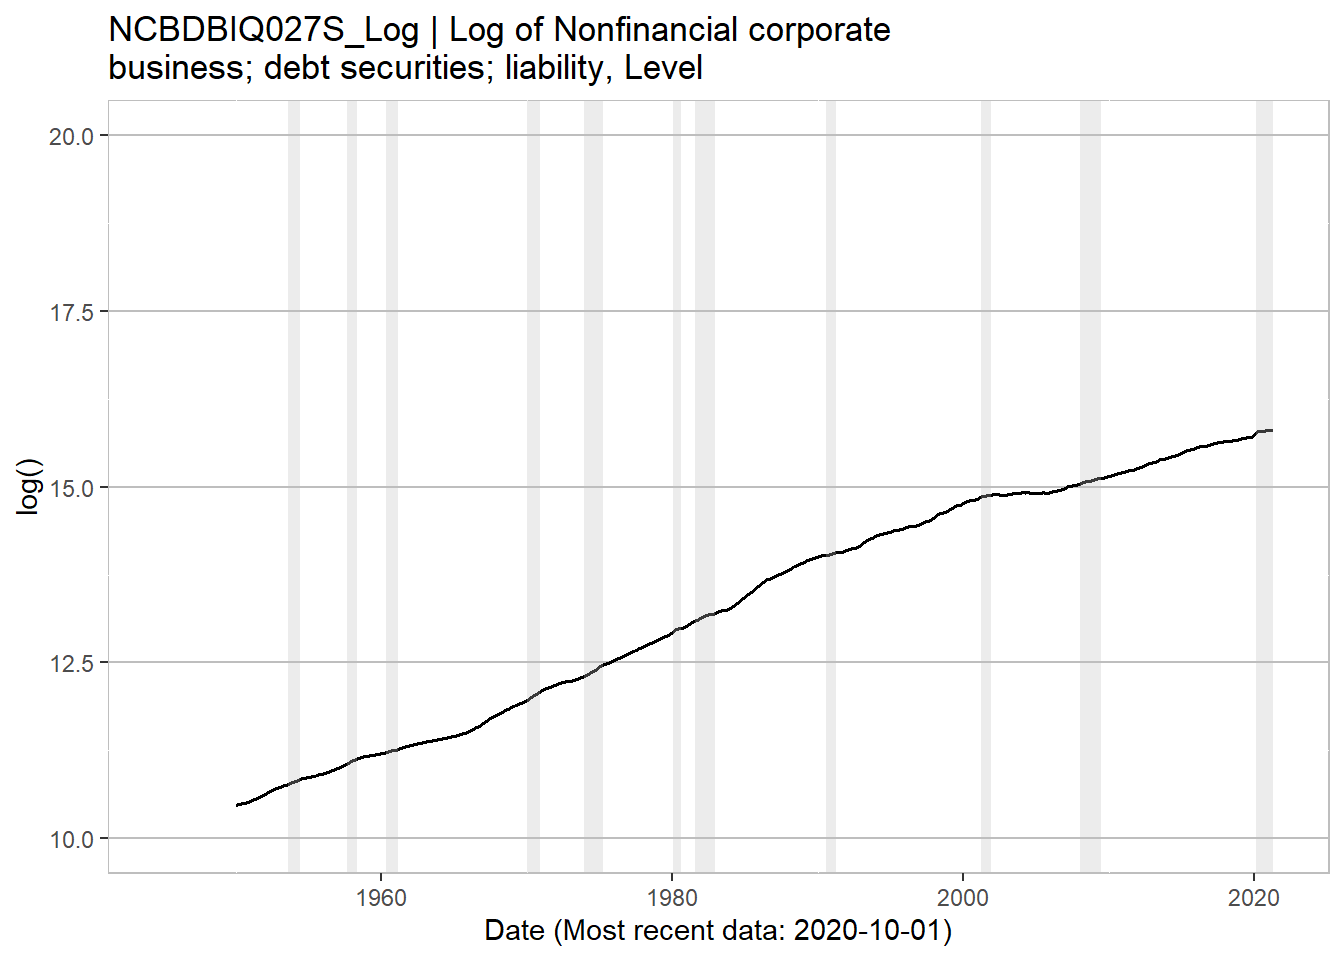 NCBDBIQ027S_Log | Log of Nonfinancial corporate
business; debt securities; liability, Level
20.0
17.5
15.0
12.5
10.0
log()
1960
1980
2000
2020
Date (Most recent data: 2020-10-01)